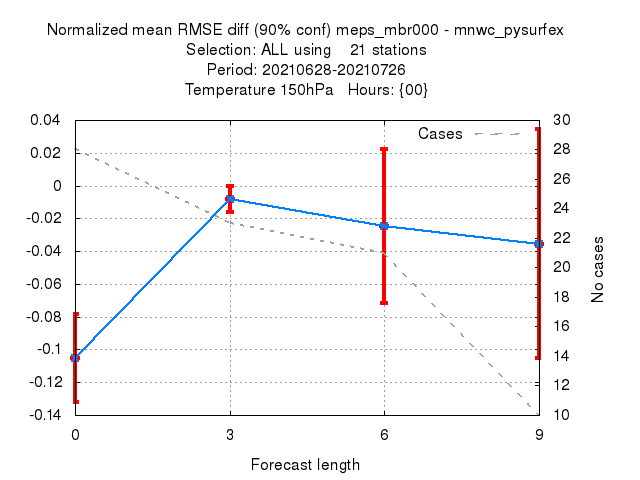 Normalized mean RMSE diff (90% conf) meps_mbr000 - mnwc_pysurfex
Selection: ALL using    21 stations
Period: 20210628-20210726
Temperature 150hPa   Hours: {00}
Cases
0.04
0.02
0
-0.02
-0.04
-0.06
-0.08
-0.1
-0.12
-0.14
30
28
26
24
22
20
18
16
14
12
10
No cases
0 3 6 9
Forecast length